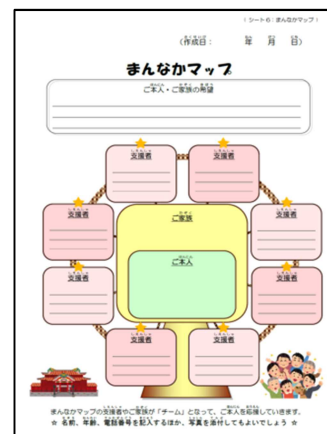 （シート６：まんなかマップ）
（作成日： 年 月 日）
まんなかマップ
ご本人・ご家族の希望
支援者 支援者
支援者 支援者
ご家族
ご本人
支援者 支援者
支援者 支援者
まんなかマップの支援者やご家族が「チーム」となって、ご本人を応援していきます。
☆ 名前、年齢、電話番号を記入するほか、写真を添付してもよいでしょう ☆